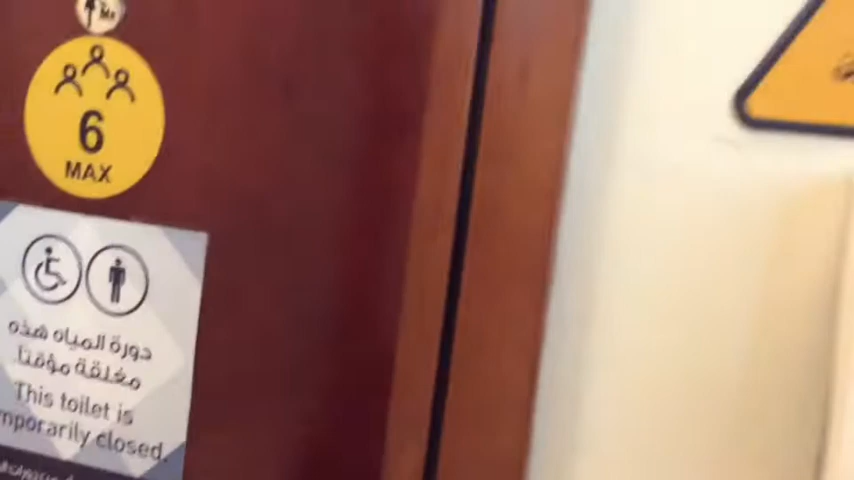 6
MAX
دورة المياه هذه
مغلقة مؤقتاً.
This toilet is
mporarily closed.